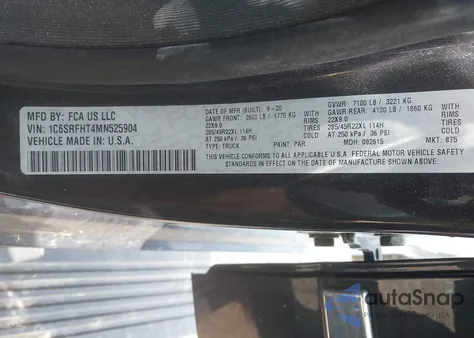 MFD BY: FCA US LLC
VIN: 1C6SRFHT4MN525904
VEHICLE MADE IN: U.S.A.
DATE OF MFR (BUILT) 9-20 GVWR: 7100 LB / 3221 KG
GAWR FRONT: 3900 LB / 1770 KG GAWR REAR: 4100 LB / 1860 KG
22X9.0 RIMS 22X9.0 RIMS
285/45R22XL 114H TIRES 285/45R22XL 114H TIRES
AT 250 kPa / 36 PSI COLD AT 250 kPa / 36 PSI COLD
TYPE: TRUCK PAINT: PAR MDH: 092615 MKT: 875
THIS VEHICLE CONFORMS TO ALL APPLICABLE U.S.A. FEDERAL MOTOR VEHICLE SAFETY
STANDARDS IN EFFECT ON THE DATE OF MANUFACTURE SHOWN ABOVE
autoSnap